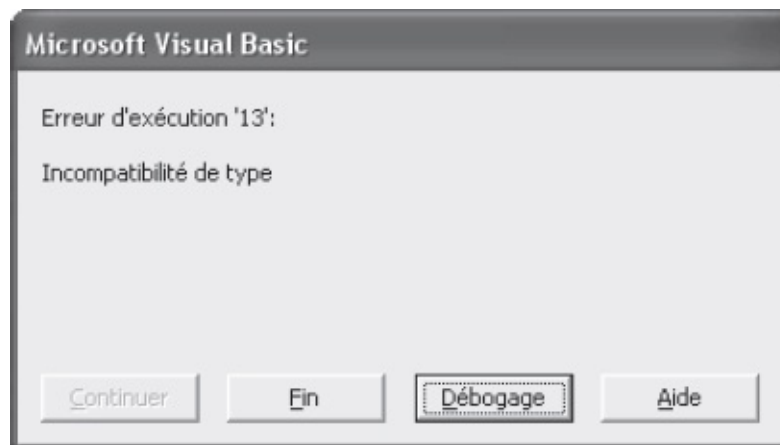 Microsoft Visual Basic
Erreur d'exécution '13':
Incompatibilité de type
Continuer Fin Débogage Aide